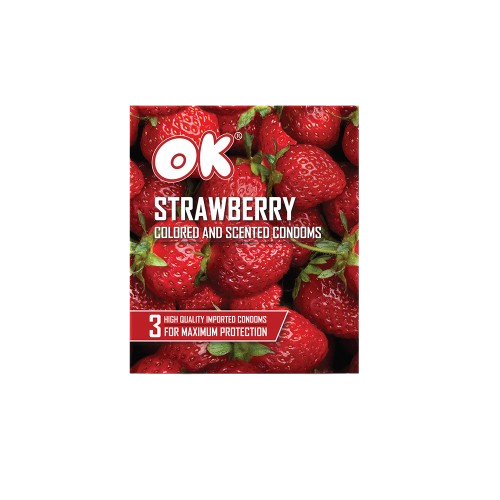 OK®
STRAWBERRY
COLORED AND SCENTED CONDOMS
3 HIGH QUALITY IMPORTED CONDOMS
FOR MAXIMUM PROTECTION